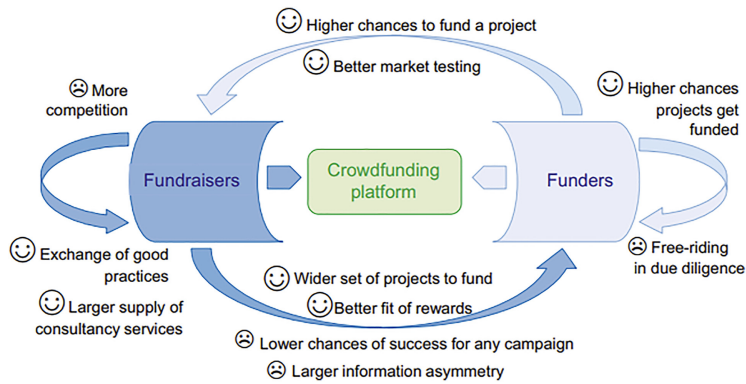 Higher chances to fund a project
Better market testing
More
competition
Higher chances
projects get
funded
Fundraisers
Crowdfunding
platform
Funders
Exchange of good
practices
Larger supply of
consultancy services
Free-riding
in due diligence
Wider set of projects to fund
Better fit of rewards
Lower chances of success for any campaign
Larger information asymmetry